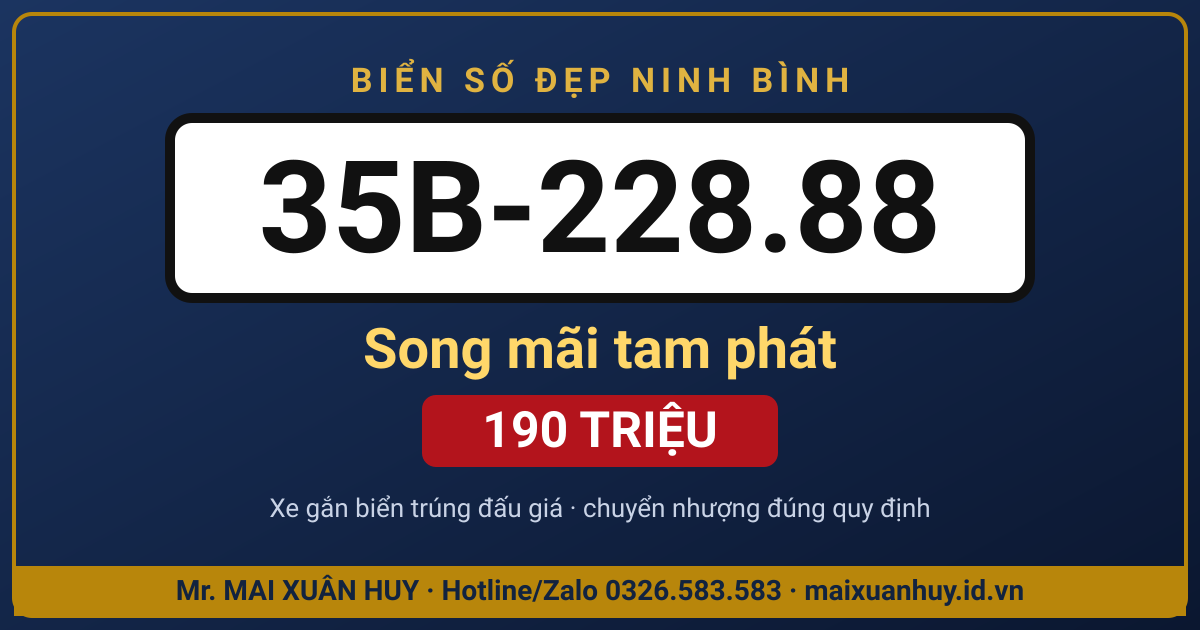 BIỂN SỐ ĐẸP NINH BÌNH
35B-228.88
Song mãi tam phát
190 TRIỆU
Xe gắn biển trúng đấu giá · chuyển nhượng đúng quy định
Mr. MAI XUÂN HUY · Hotline/Zalo 0326.583.583 · maixuanhuy.id.vn